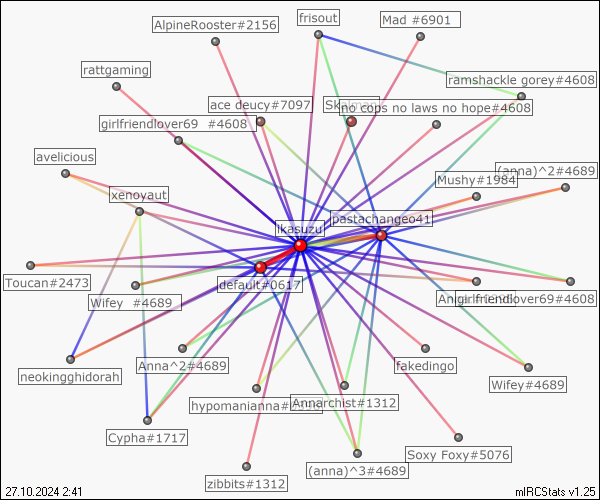 frisout
AlpineRooster#2156
Mad #6901
rattgaming
ramshackle gorey#4608
ace deucy#7097
no cops no laws no hope#4608
girlfriendlover69 #4608
avelicious
(anna)^2#4689
Mushy#1984
xenoyaut
ipastachangeo41
ikasuzu
Toucan#2473
default#0617
Wifey #4689
girlfriendlover69#4608
Anna^2#4689
fakedingo
neokingghidorah
Wifey#4689
hypomanianna
Annarchist#1312
Cypha#1717
Soxy Foxy#5076
(anna)^3#4689
zibbits#1312
27.10.2024 2:41
mIRCStats v1.25